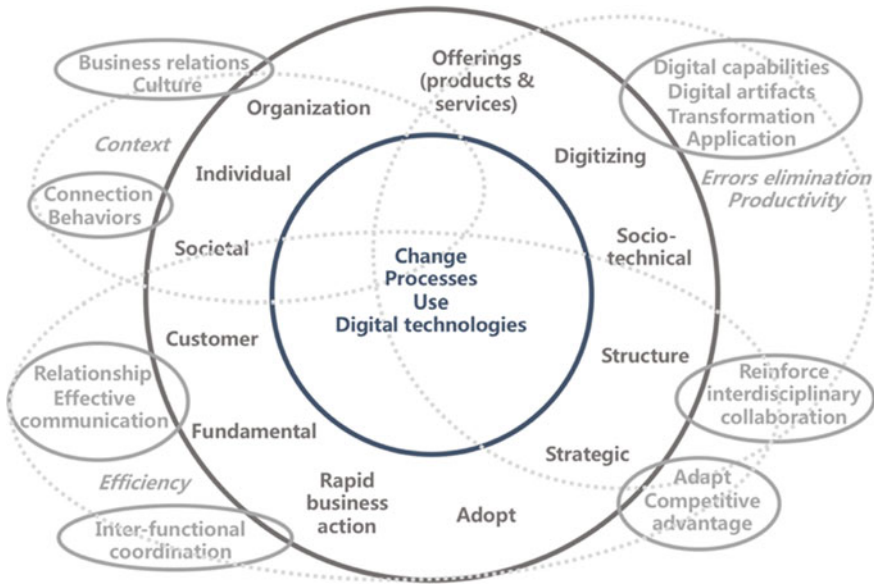 Business relations
Culture
Offerings
(products &
services)
Digital capabilities
Digital artifacts
Transformation
Application
Organization
Context
Digitizing
Individual
Errors elimination
Productivity
Connection
Behaviors
Societal
Socio-
technical
Change
Processes
Use
Digital technologies
Customer
Structure
Relationship
Effective
communication
Reinforce
interdisciplinary
collaboration
Fundamental
Strategic
Efficiency
Rapid
business
action
Adopt
Adapt
Competitive
advantage
Inter-functional
coordination